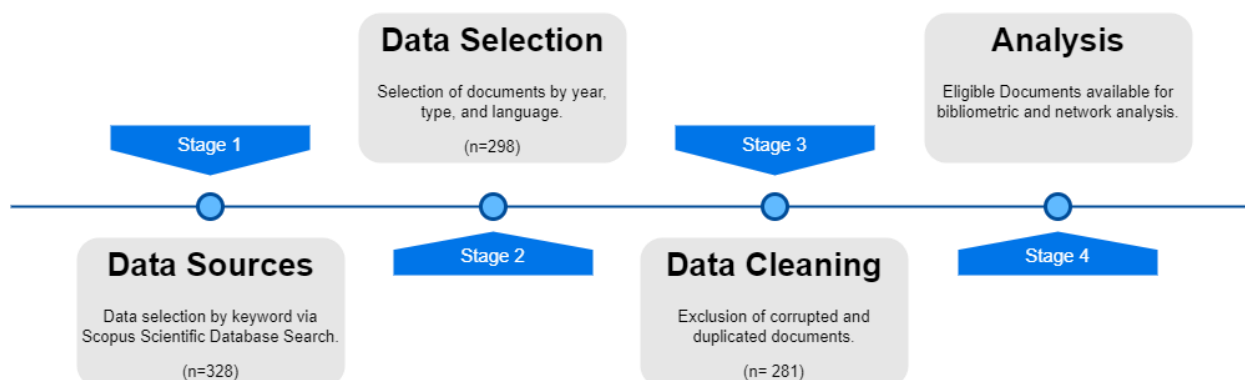 Stage 1
Data Sources
Data selection by keyword via
Scopus Scientific Database Search.
(n=328)
Data Selection
Selection of documents by year,
type, and language.
(n=298)
Stage 2
Stage 3
Data Cleaning
Exclusion of corrupted and
duplicated documents.
(n= 281)
Analysis
Eligible Documents available for
bibliometric and network analysis.
Stage 4